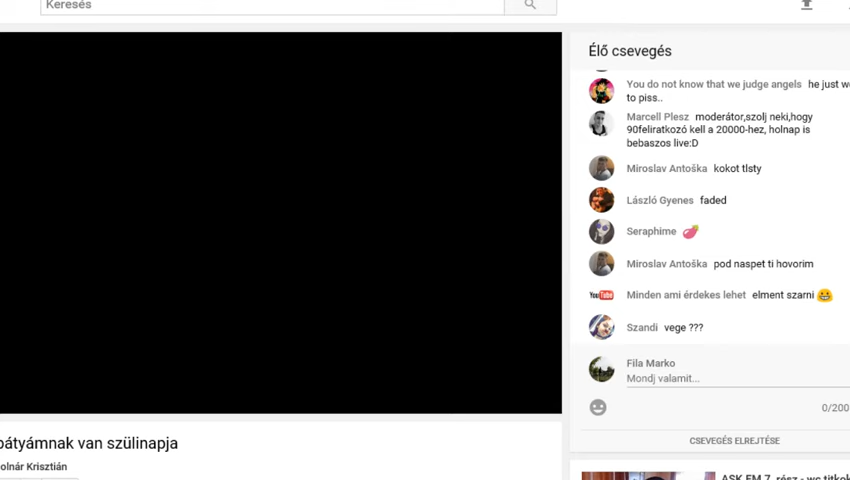 Keresés
Élő csevegés
You do not know that we judge angels he just
to piss..
Marcell Plesz moderátor,szolj neki,hogy
90feliratkozó kell a 20000-hez, holnap is
bebaszos live:D
Miroslav Antoška kokot tlsty
László Gyenes faded
Seraphime
Miroslav Antoška pod naspet ti hovorim
YouTube Minden ami érdekes lehet elment szarni
Szandi vege ???
Fila Marko
Mondj valamit...
0/200
CSEVEGÉS ELREJTÉSE
bátyámnak van szülinapja
olnár Krisztián
ASK FM 7. rész - wc titkok